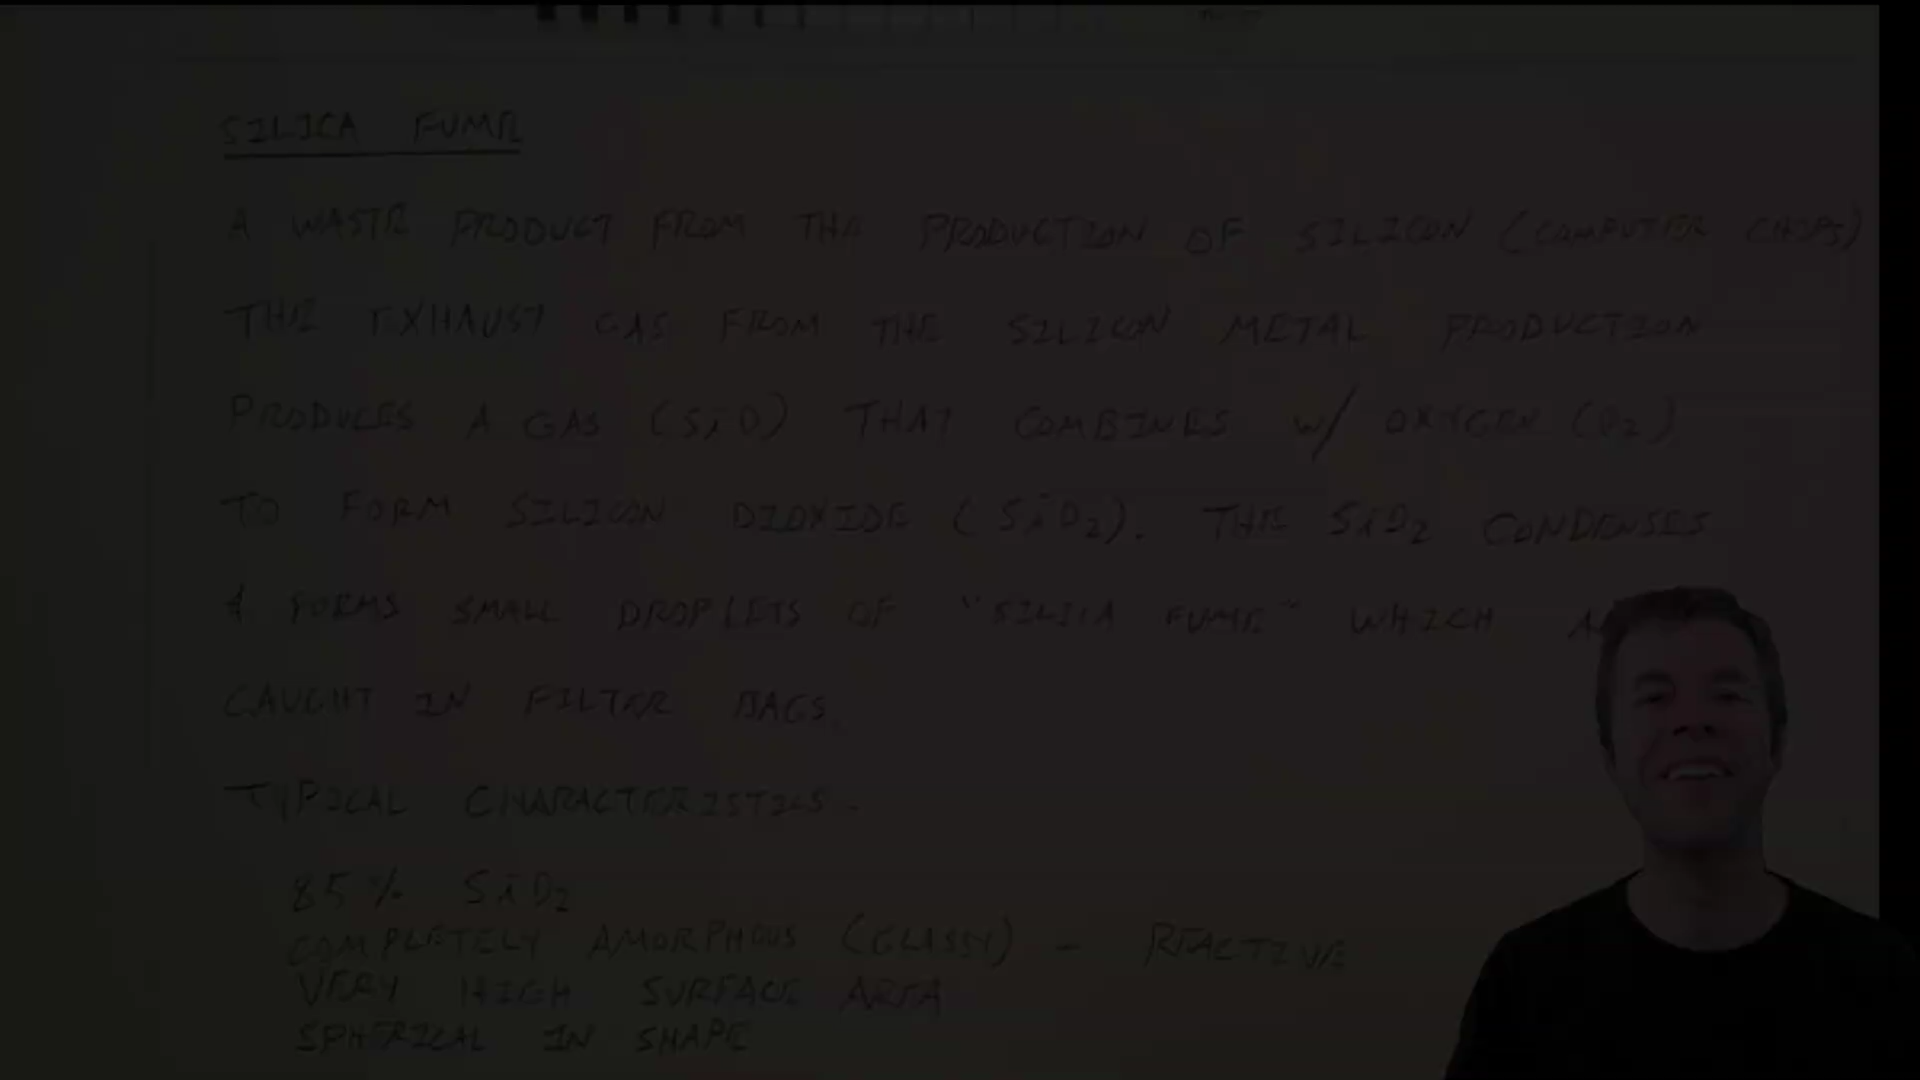 SILICA FUME
A WASTE PRODUCT FROM THE PRODUCTION OF SILICON (COMPUTER CHIPS)
THE EXHAUST GAS FROM THE SILICON METAL PRODUCTION
PRODUCES A GAS (SiO) THAT COMBINES W/ OXYGEN (O2)
TO FORM SILICON DIOXIDE (SiO2). THIS SiO2 CONDENSES
& FORMS SMALL DROPLETS OF "SILICA FUME" WHICH
CAUGHT IN FILTER BAGS.
TYPICAL CHARACTERISTICS -
85% SiO2
COMPLETELY AMORPHOUS (GLASSY) - REACTIVE
VERY HIGH SURFACE AREA
SPHERICAL IN SHAPE